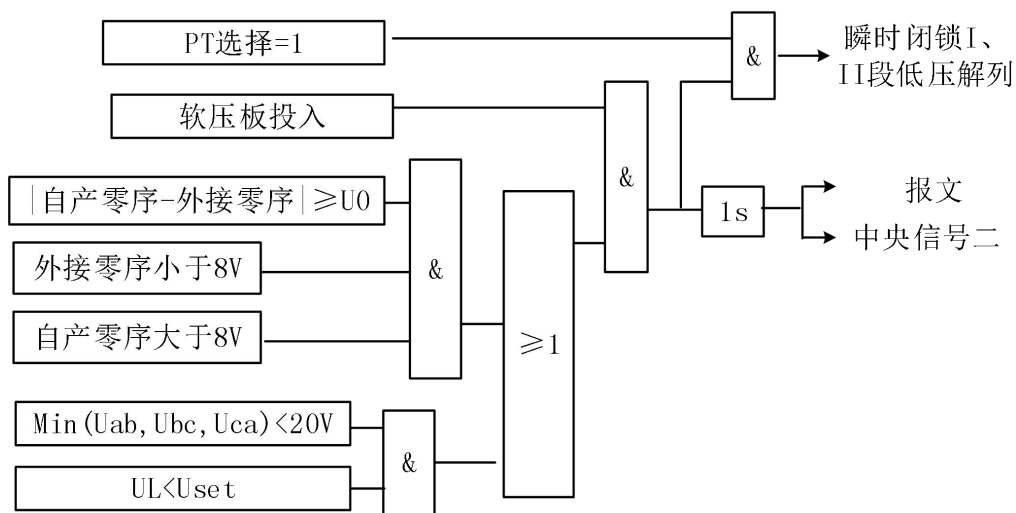 PT选择=1
&
瞬时闭锁I、
II段低压解列
软压板投入
&
|自产零序-外接零序|≥U0
1s
报文
中央信号二
外接零序小于8V
&
自产零序大于8V
≥1
Min(Uab,Ubc,Uca)<20V
&
UL<Uset